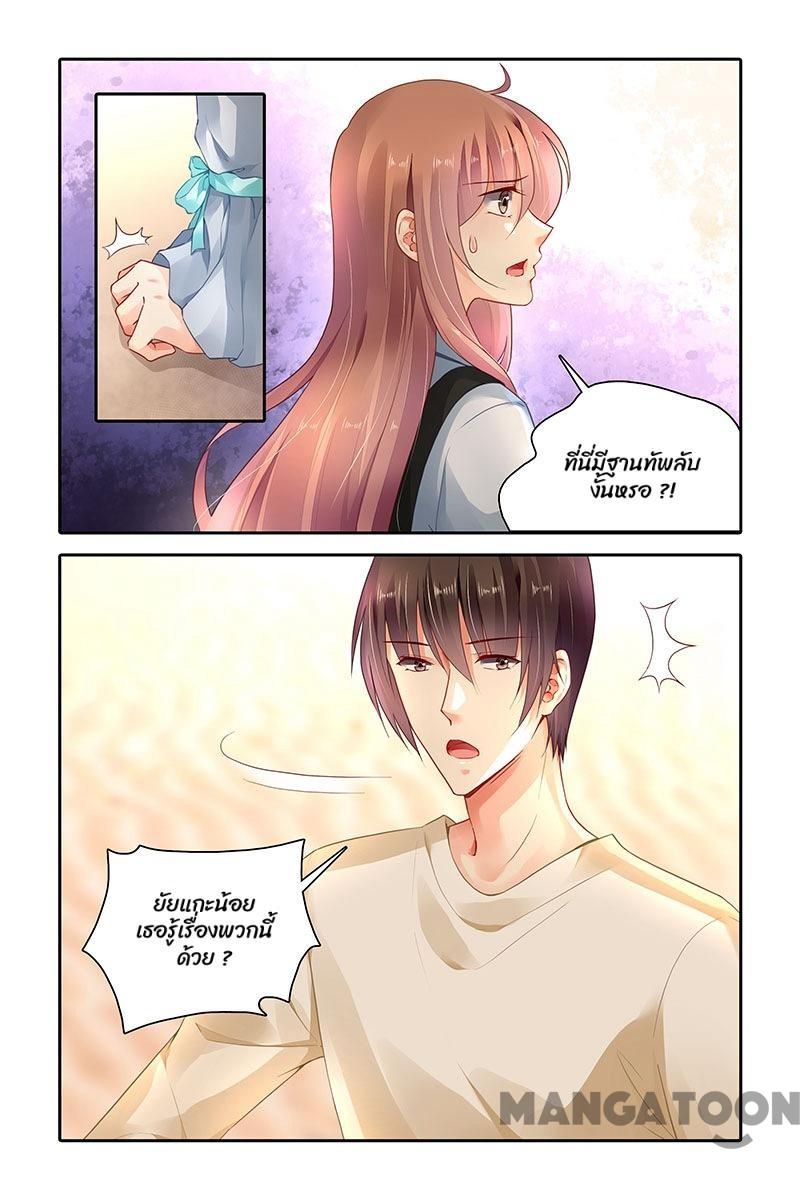 ที่นี่มีฐานทัพลับ
งั้นหรอ ?!
ยัยแกะน้อย
เธอรู้เรื่องพวกนี้
ด้วย ?
MANGATOON